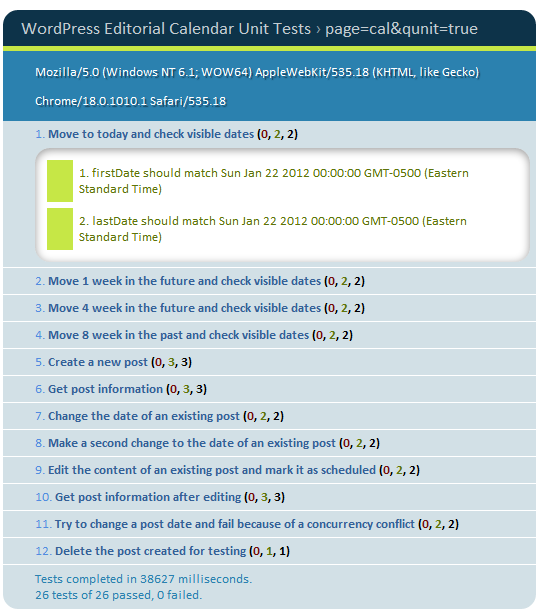 WordPress Editorial Calendar Unit Tests › page=cal&qunit=true
Mozilla/5.0 (Windows NT 6.1; WOW64) AppleWebKit/535.18 (KHTML, like Gecko)
Chrome/18.0.1010.1 Safari/535.18
1. Move to today and check visible dates (0, 2, 2)
1. firstDate should match Sun Jan 22 2012 00:00:00 GMT-0500 (Eastern
Standard Time)
2. lastDate should match Sun Jan 22 2012 00:00:00 GMT-0500 (Eastern
Standard Time)
2. Move 1 week in the future and check visible dates (0, 2, 2)
3. Move 4 week in the future and check visible dates (0, 2, 2)
4. Move 8 week in the past and check visible dates (0, 2, 2)
5. Create a new post (0, 3, 3)
6. Get post information (0, 3, 3)
7. Change the date of an existing post (0, 2, 2)
8. Make a second change to the date of an existing post (0, 2, 2)
9. Edit the content of an existing post and mark it as scheduled (0, 2, 2)
10. Get post information after editing (0, 3, 3)
11. Try to change a post date and fail because of a concurrency conflict (0, 2, 2)
12. Delete the post created for testing (0, 1, 1)
Tests completed in 38627 milliseconds.
26 tests of 26 passed, 0 failed.